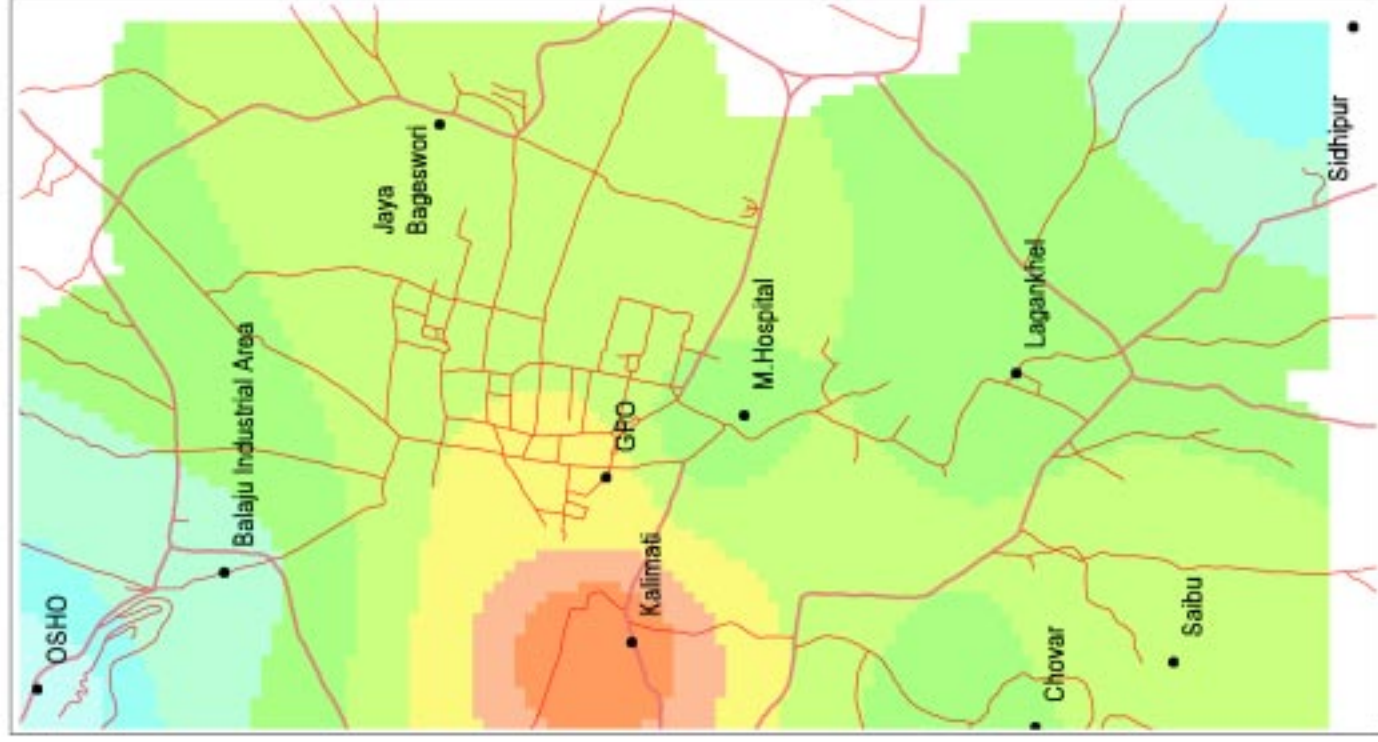 OSHO
Balaju Industrial Area
Jaya
Bageswori
GPO
Kalimati
M.Hospital
Lagankhel
Chovar
Saibu
Sidhipur